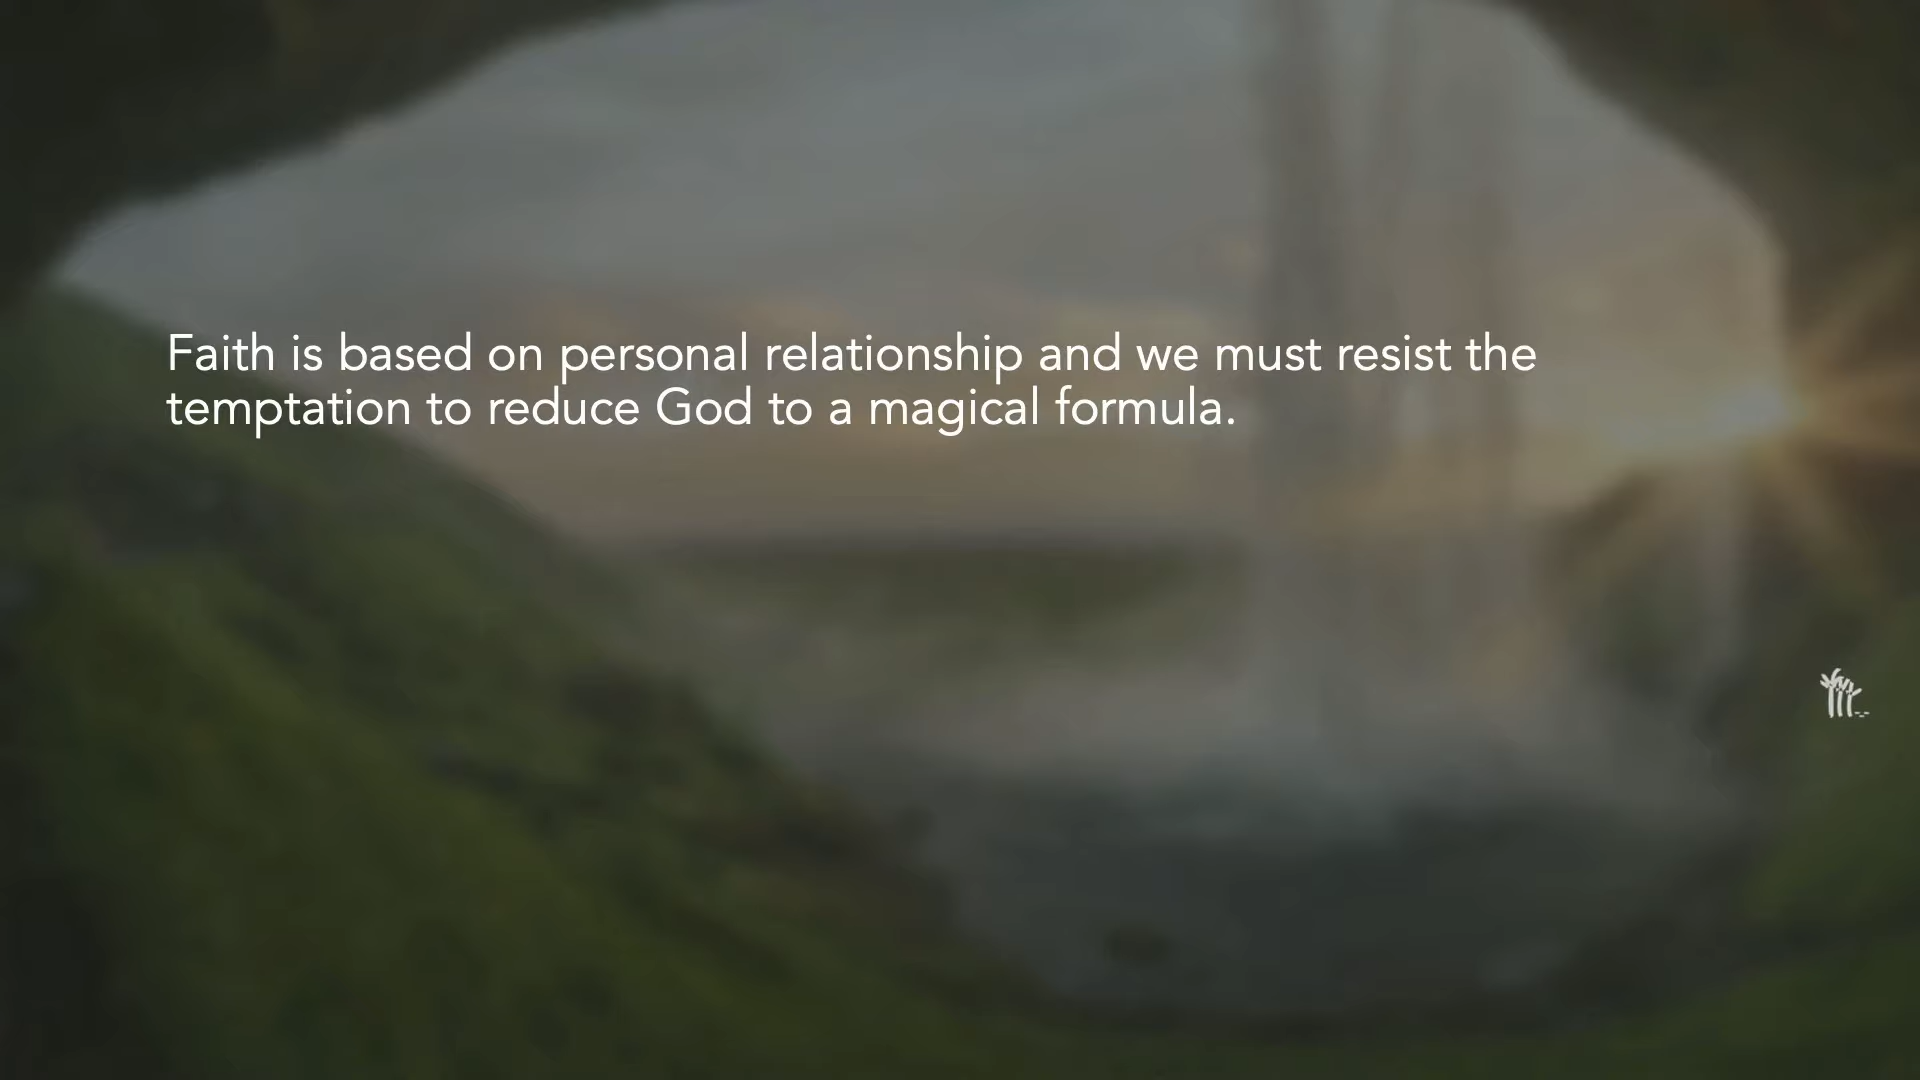 Faith is based on personal relationship and we must resist the
temptation to reduce God to a magical formula.